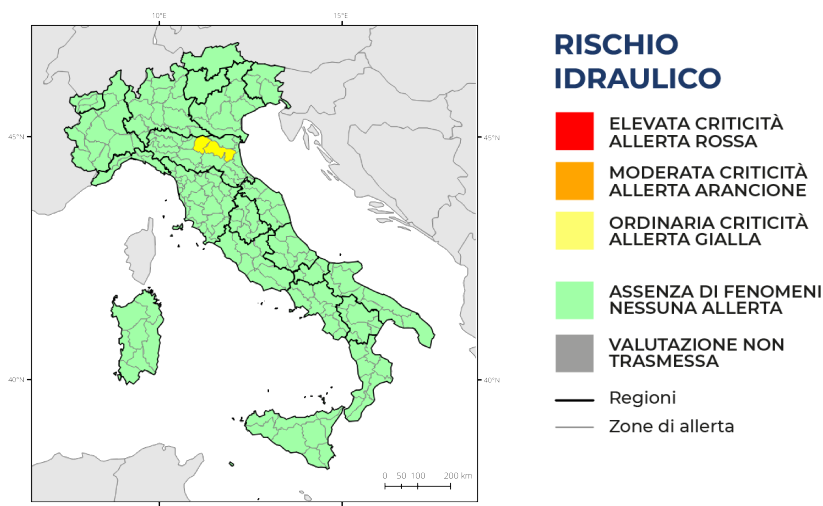 10°E
15°E
45°N
45°N
40°N
40°N
0 50 100 200 km
RISCHIO
IDRAULICO
ELEVATA CRITICITÀ
ALLERTA ROSSA
MODERATA CRITICITÀ
ALLERTA ARANCIONE
ORDINARIA CRITICITÀ
ALLERTA GIALLA
ASSENZA DI FENOMENI
NESSUNA ALLERTA
VALUTAZIONE NON
TRASMESSA
Regioni
Zone di allerta